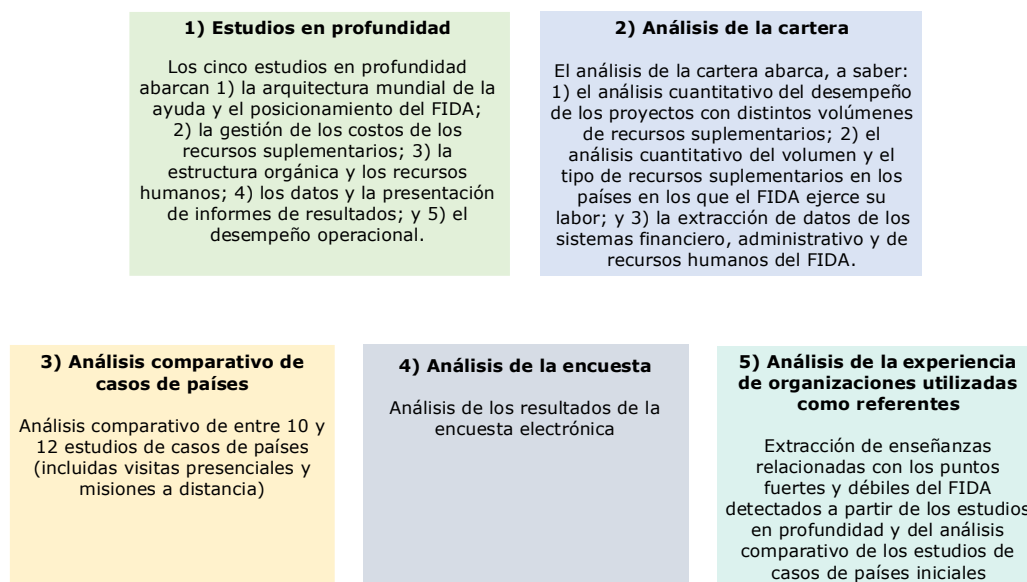 1) Estudios en profundidad
Los cinco estudios en profundidad
abarcan 1) la arquitectura mundial de la
ayuda y el posicionamiento del FIDA;
2) la gestión de los costos de los
recursos suplementarios; 3) la
estructura orgánica y los recursos
humanos; 4) los datos y la presentación
de informes de resultados; y 5) el
desempeño operacional.
2) Análisis de la cartera
El análisis de la cartera abarca, a saber:
1) el análisis cuantitativo del desempeño
de los proyectos con distintos volúmenes
de recursos suplementarios; 2) el
análisis cuantitativo del volumen y el
tipo de recursos suplementarios en los
países en los que el FIDA ejerce su
labor; y 3) la extracción de datos de los
sistemas financiero, administrativo y de
recursos humanos del FIDA.
3) Análisis comparativo de
casos de países
Análisis comparativo de entre 10 y
12 estudios de casos de países
(incluidas visitas presenciales y
misiones a distancia)
4) Análisis de la encuesta
Análisis de los resultados de la
encuesta electrónica
5) Análisis de la experiencia
de organizaciones utilizadas
como referentes
Extracción de enseñanzas
relacionadas con los puntos
fuertes y débiles del FIDA
detectados a partir de los estudios
en profundidad y del análisis
comparativo de los estudios de
casos de países iniciales